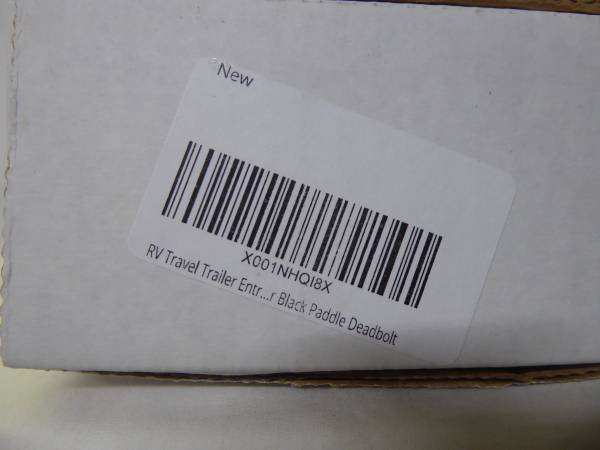 New
X001NHQI8X
RV Travel Trailer Entr...r Black Paddle Deadbolt